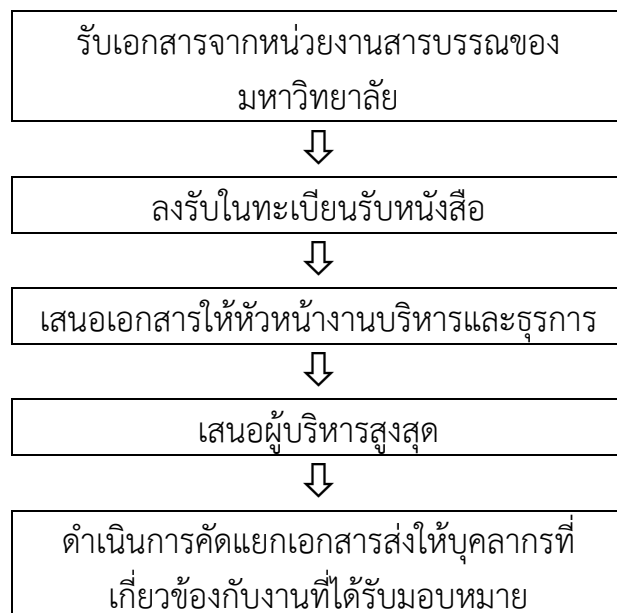 รับเอกสารจากหน่วยงานสารบรรณของ
มหาวิทยาลัย
ลงรับในทะเบียนรับหนังสือ
เสนอเอกสารให้หัวหน้างานบริหารและธุรการ
เสนอผู้บริหารสูงสุด
ดำเนินการคัดแยกเอกสารส่งให้บุคลากรที่
เกี่ยวข้องกับงานที่ได้รับมอบหมาย